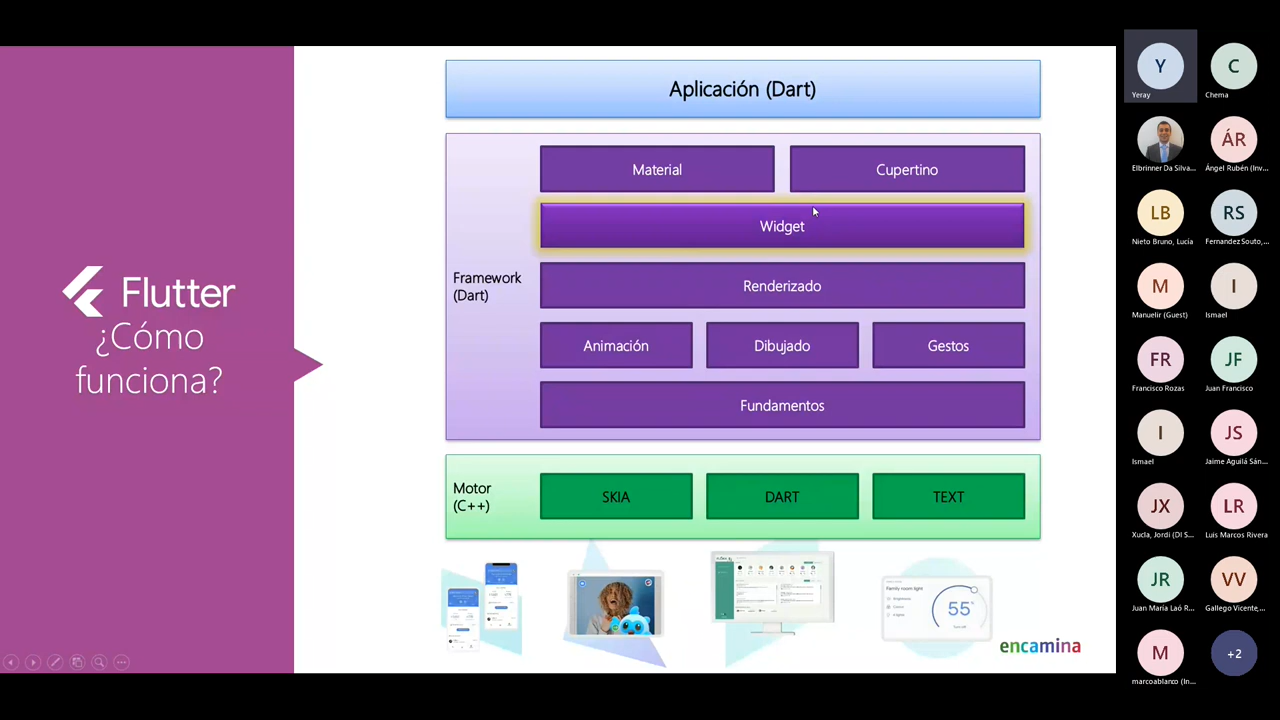 Flutter
¿Cómo
funciona?
Aplicación (Dart)
Framework
(Dart)
Material
Cupertino
Widget
Renderizado
Animación
Dibujado
Gestos
Fundamentos
Motor
(C++)
SKIA
DART
TEXT
Family room light
55
encamina
Y
Yeray
C
Chema
Elbrinner Da Silva...
ÁR
Ángel Rubén (Inv...
LB
Nieto Bruno, Lucía
RS
Fernandez Souto,...
M
Manuelir (Guest)
I
Ismael
FR
Francisco Rozas
JF
Juan Francisco
I
Ismael
JS
Jaime Aguilá Sán...
JX
Xucla, Jordi (DI S...
LR
Luis Marcos Rivera
JR
Juan María Laó R...
VV
Gallego Vicente,...
M
marcoablanco (In...
+2